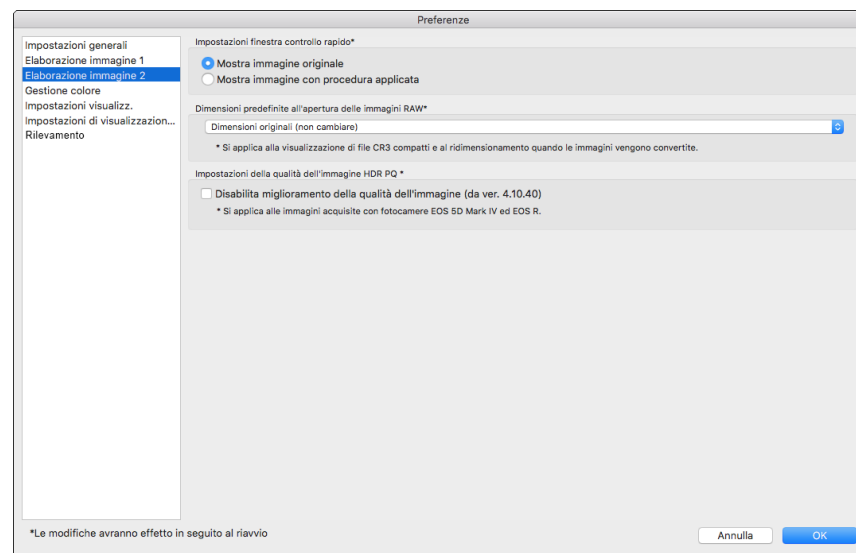 Preferenze
Impostazioni generali
Elaborazione immagine 1
Elaborazione immagine 2
Gestione colore
Impostazioni visualizz.
Impostazioni di visualizzazion...
Rilevamento
Impostazioni finestra controllo rapido*
Mostra immagine originale
Mostra immagine con procedura applicata
Dimensioni predefinite all'apertura delle immagini RAW*
Dimensioni originali (non cambiare)
* Si applica alla visualizzazione di file CR3 compatti e al ridimensionamento quando le immagini vengono convertite.
Impostazioni della qualità dell'immagine HDR PQ *
Disabilita miglioramento della qualità dell'immagine (da ver. 4.10.40)
* Si applica alle immagini acquisite con fotocamere EOS 5D Mark IV ed EOS R.
*Le modifiche avranno effetto in seguito al riavvio
Annulla
OK